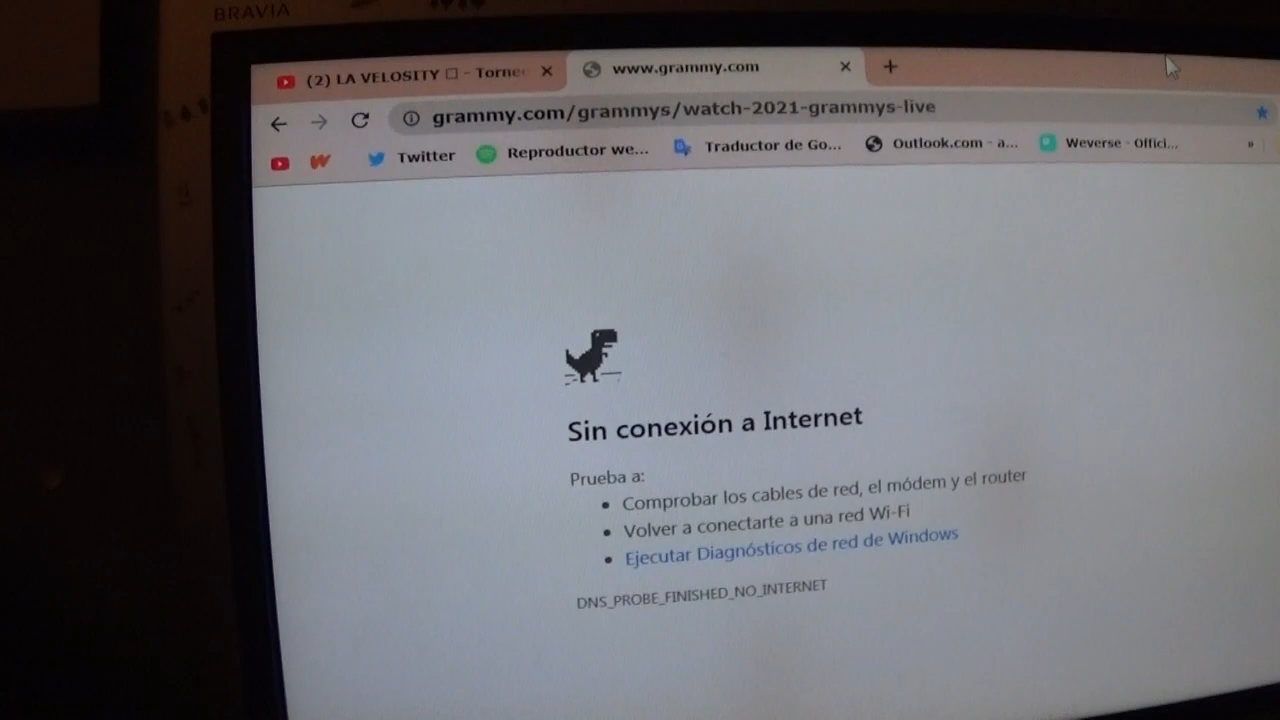 BRAVIA
(2) LA VELOSITY □ - Torne
www.grammy.com
grammy.com/grammys/watch-2021-grammys-live
Twitter Reproductor we... Traductor de Go... Outlook.com - a... Weverse - Offici... »
Sin conexión a Internet
Prueba a:
• Comprobar los cables de red, el módem y el router
• Volver a conectarte a una red Wi-Fi
• Ejecutar Diagnósticos de red de Windows
DNS_PROBE_FINISHED_NO_INTERNET